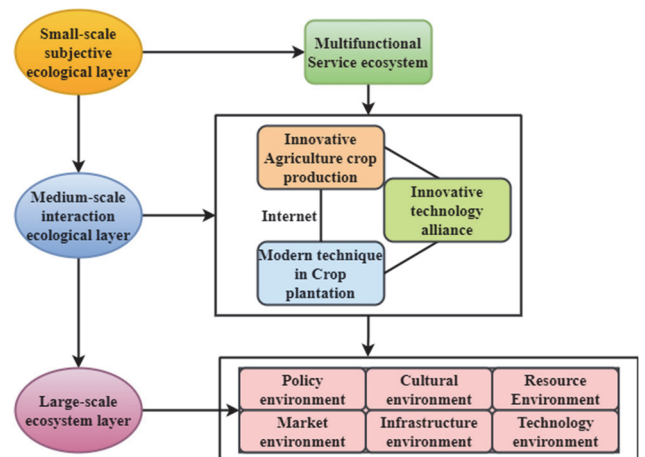 Small-scale
subjective
ecological layer
Multifunctional
Service ecosystem
Innovative
Agriculture crop
production
Medium-scale
interaction
ecological layer
Internet
Innovative
technology
alliance
Modern technique
in Crop
plantation
Large-scale
ecosystem layer
Policy
environment
Cultural
environment
Resource
Environment
Market
environment
Infrastructure
environment
Technology
environment